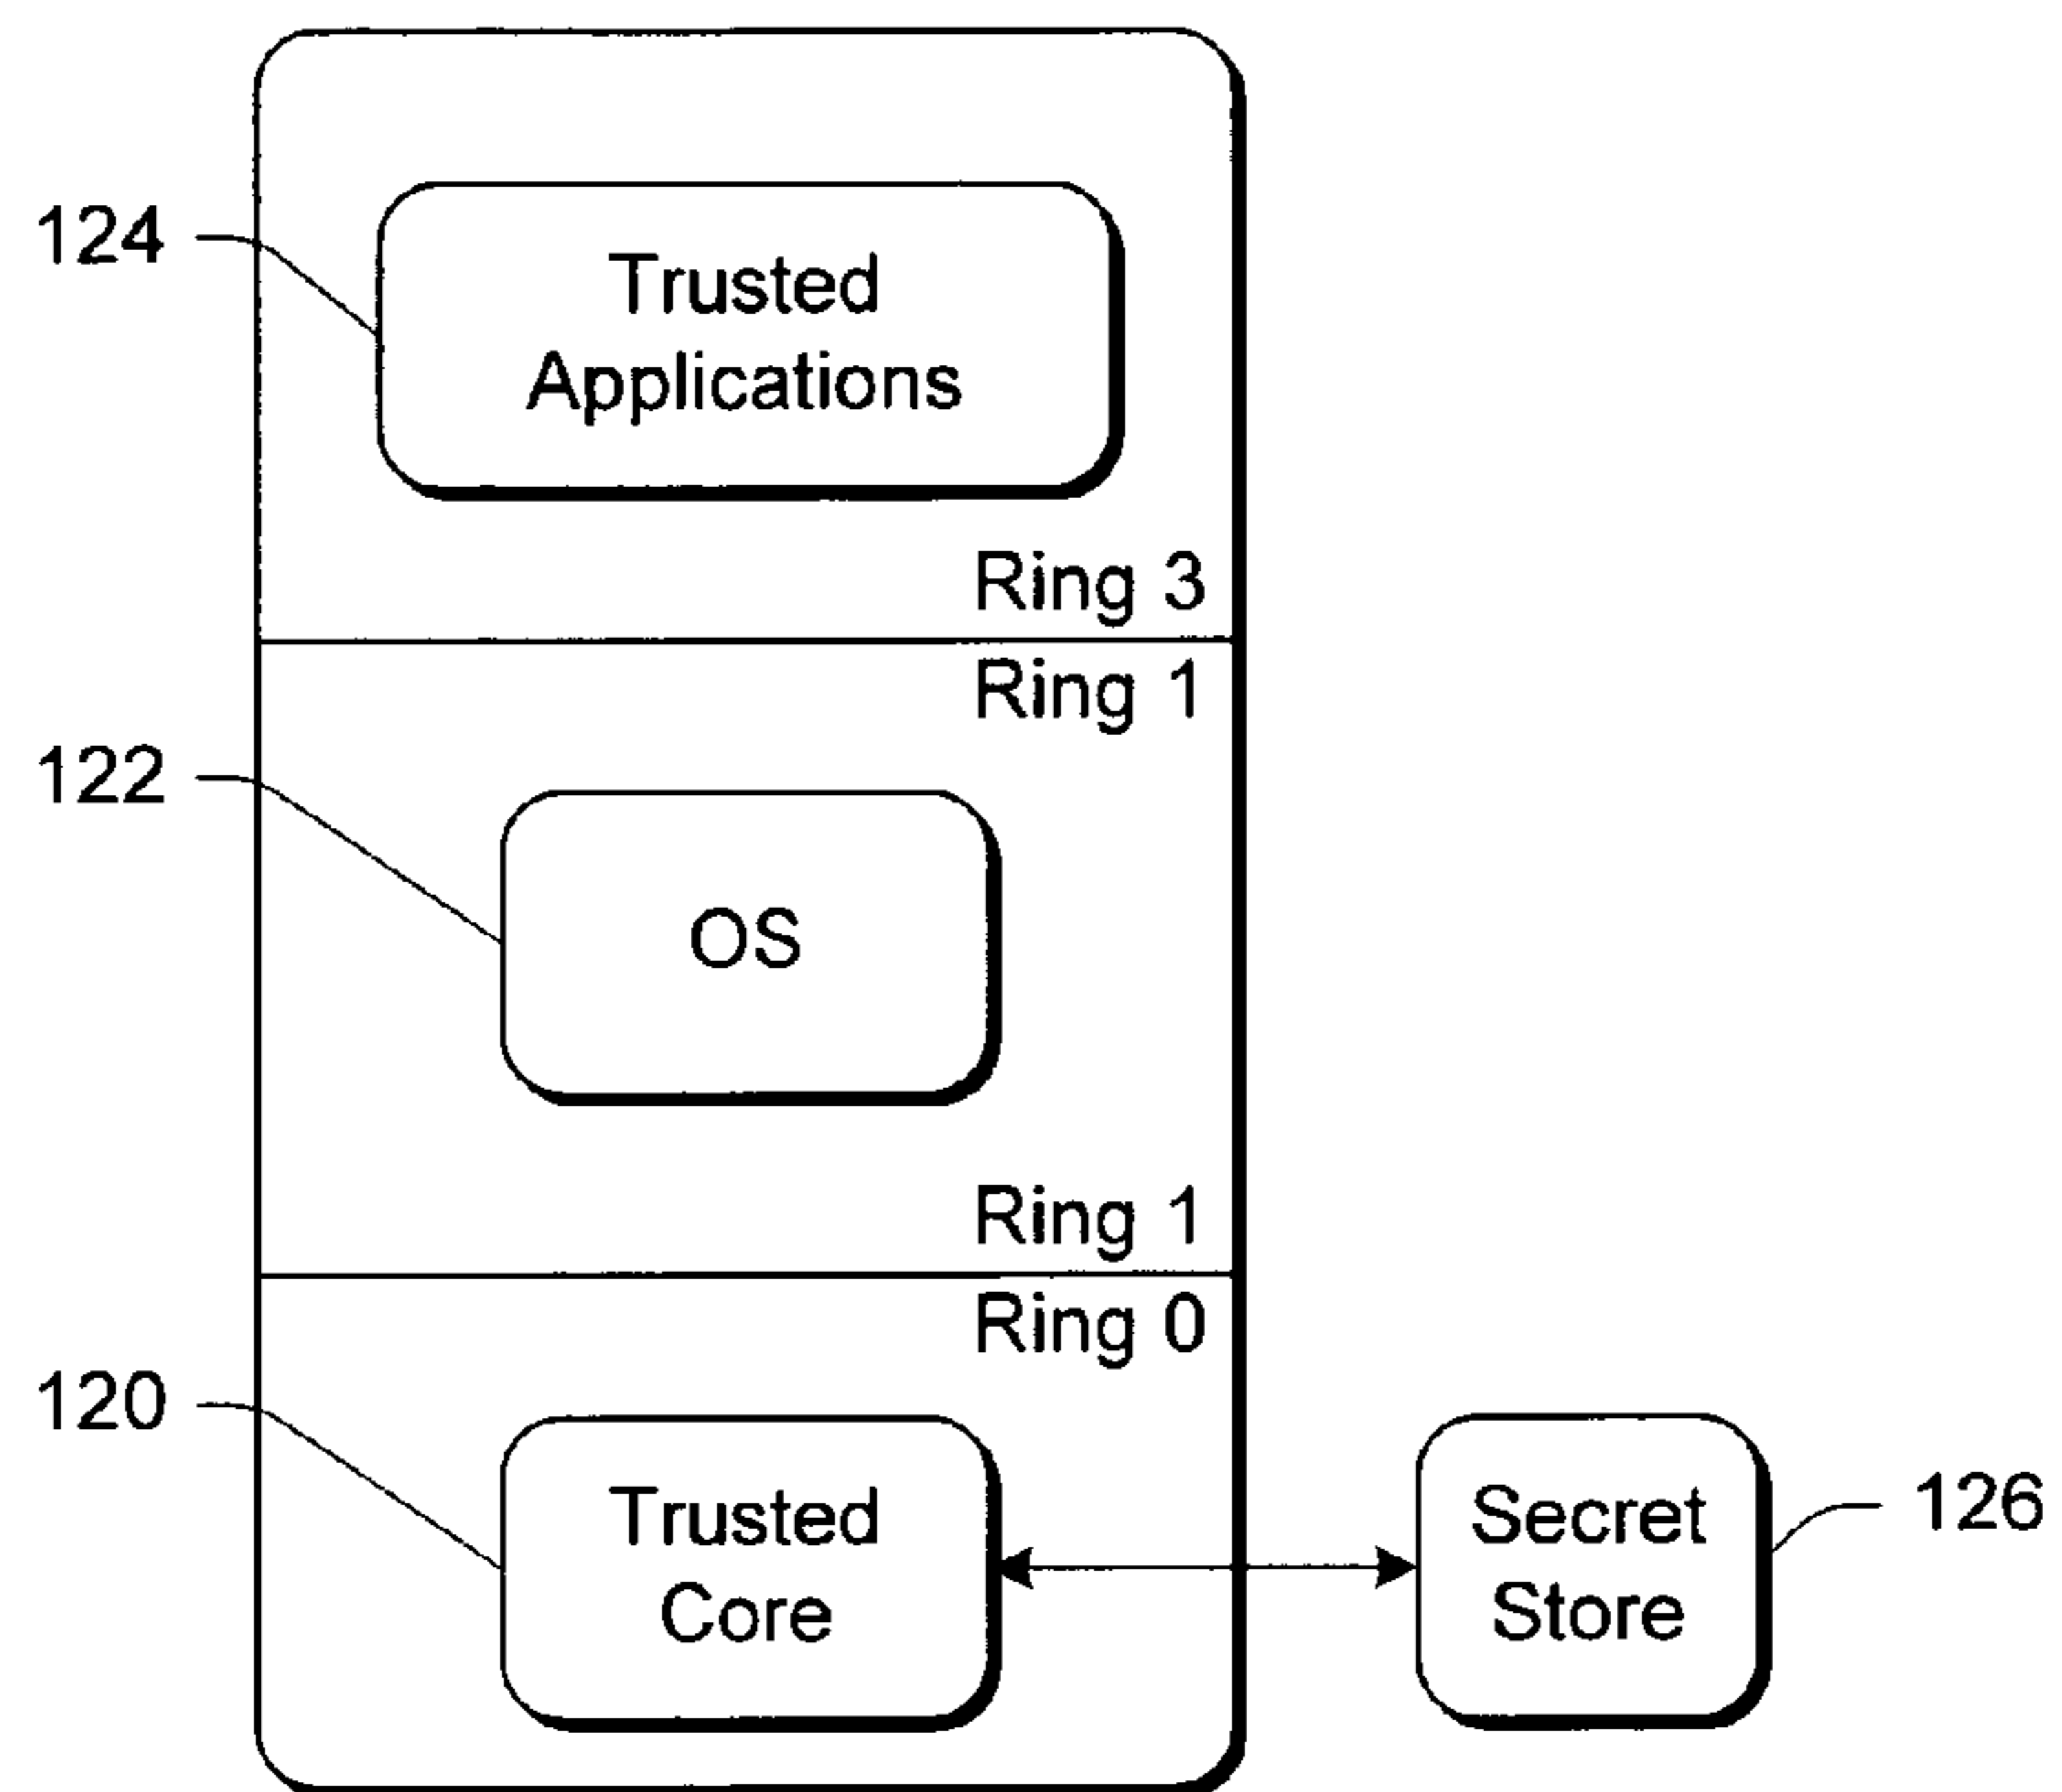 124
Trusted
Applications
Ring 3
Ring 1
122
OS
Ring 1
Ring 0
120
Trusted
Core
Secret
Store
126